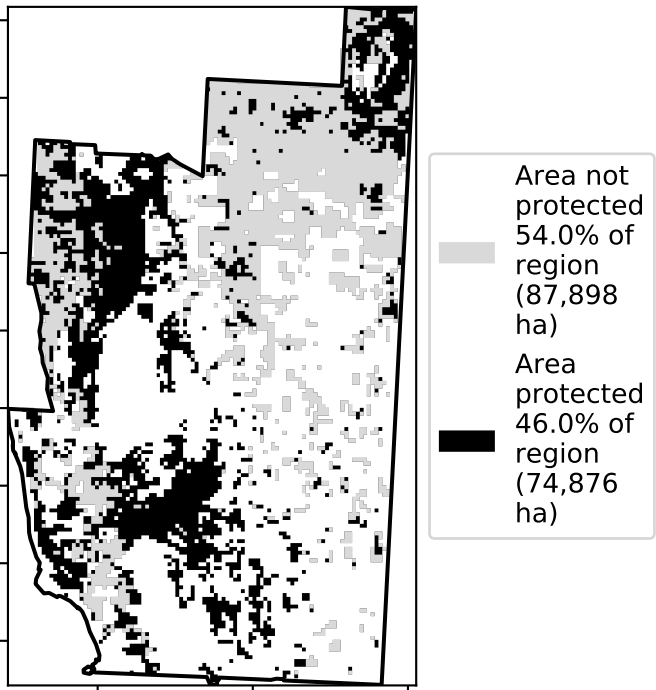 Area not
protected
54.0% of
region
(87,898
ha)
Area
protected
46.0% of
region
(74,876
ha)